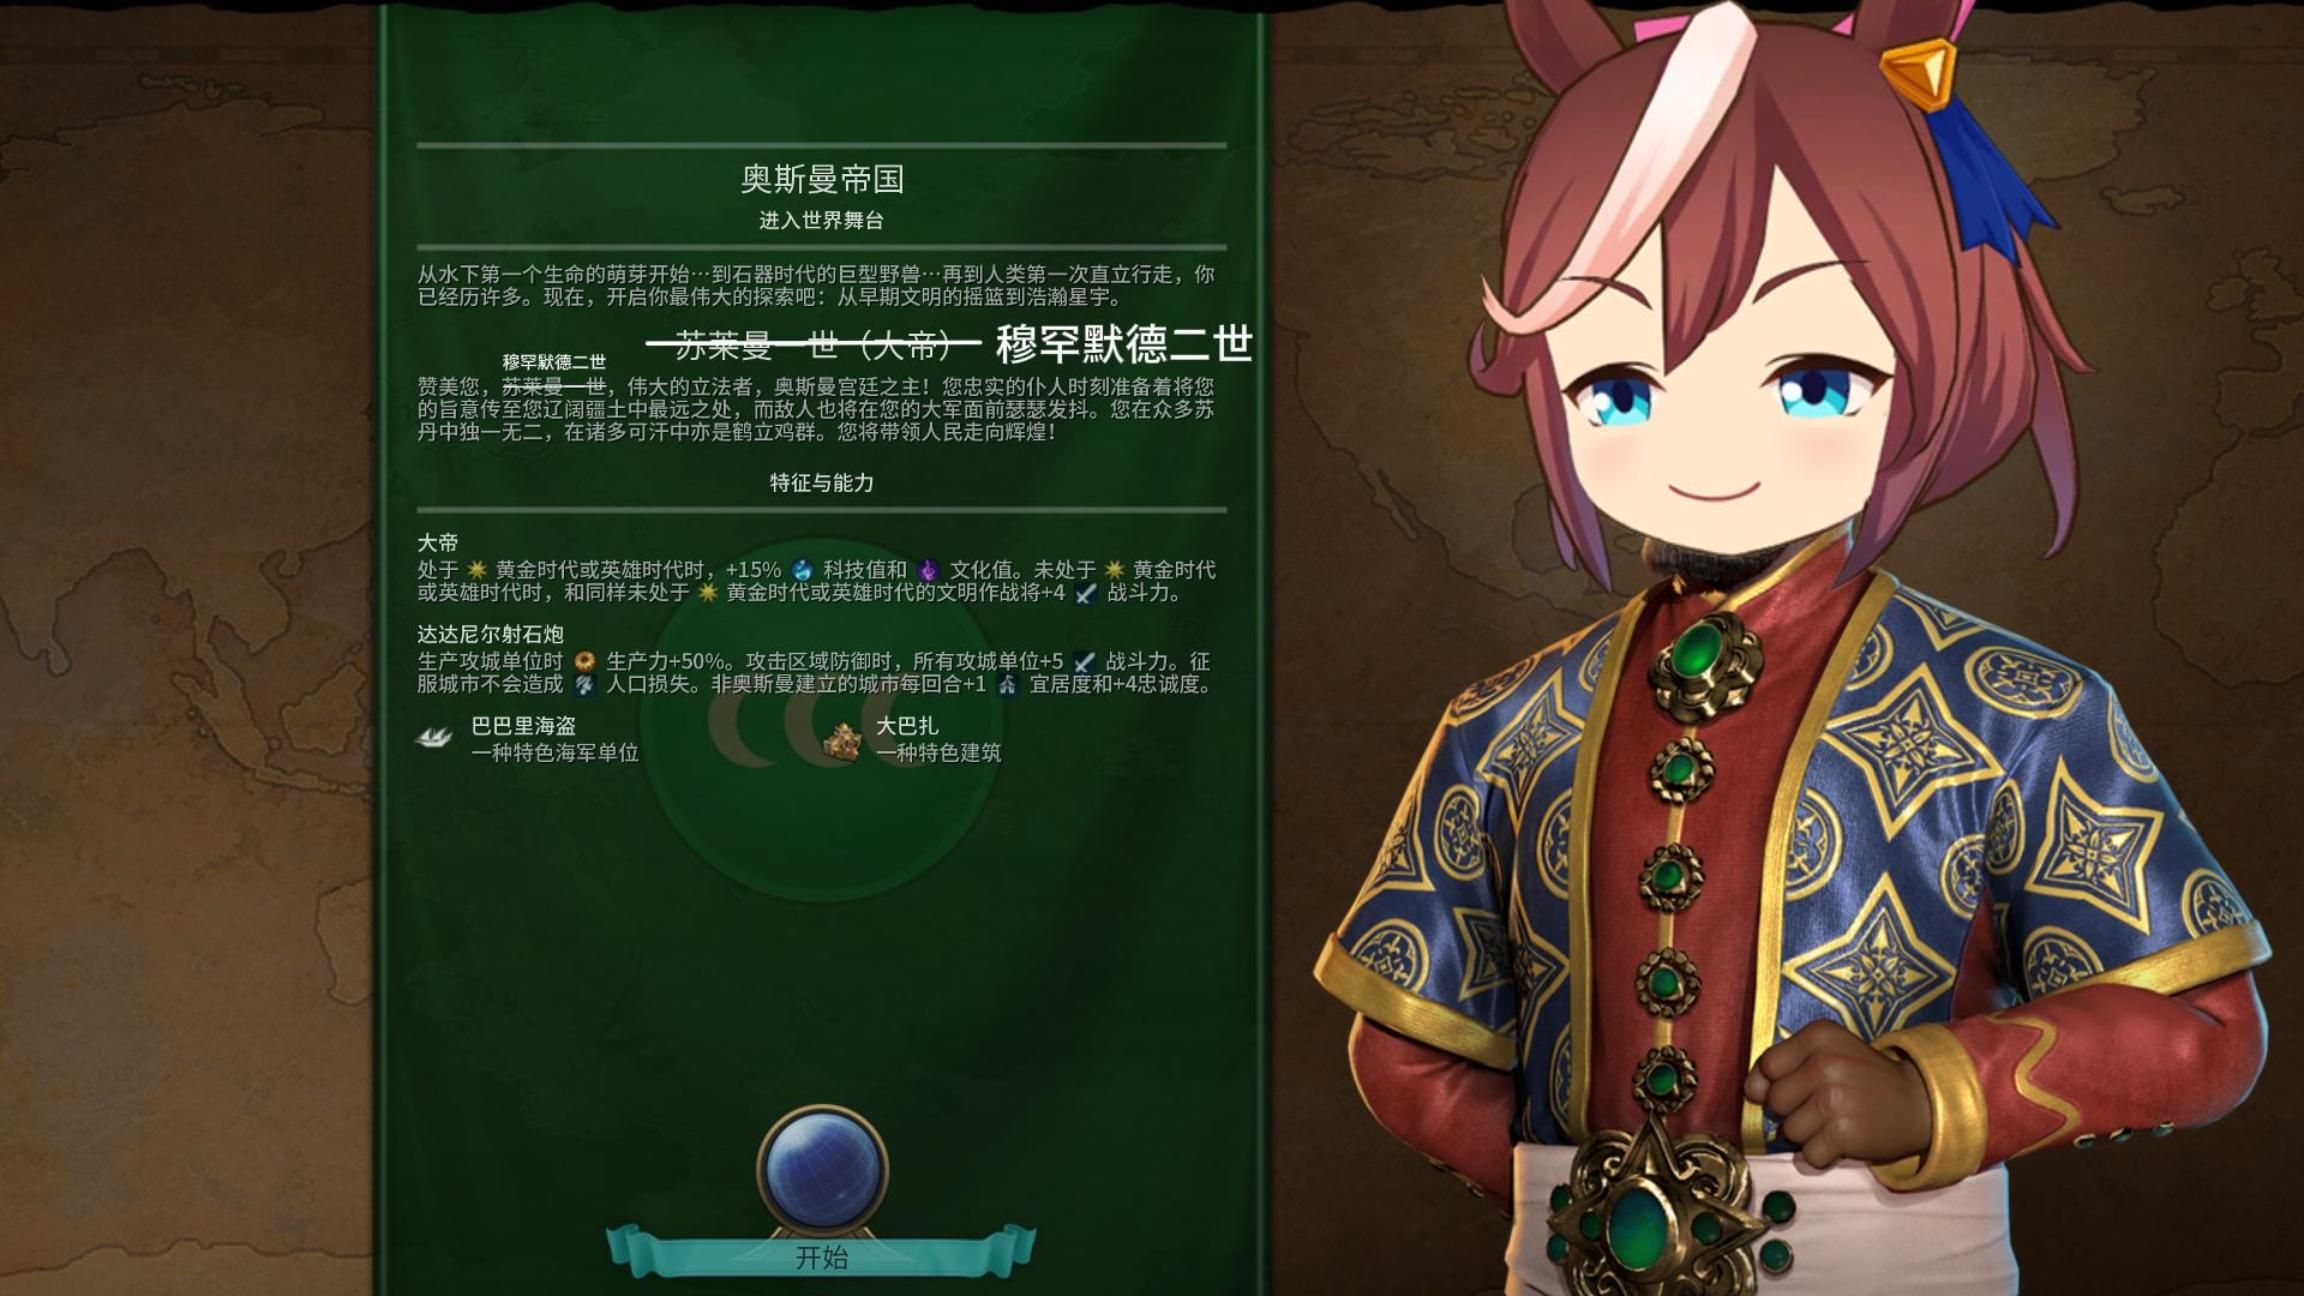 奥斯曼帝国
进入世界舞台
从水下第一个生命的萌芽开始…到石器时代的巨型野兽…再到人类第一次直立行走，你
已经历许多。现在，开启你最伟大的探索吧：从早期文明的摇篮到浩瀚星宇。
苏莱曼一世（大帝） 穆罕默德二世
穆罕默德二世
赞美您，苏莱曼一世，伟大的立法者，奥斯曼宫廷之主！您忠实的仆人时刻准备着将您
的旨意传至您辽阔疆土中最远之处，而敌人也将在您的大军面前瑟瑟发抖。您在众多苏
丹中独一无二，在诸多可汗中亦是鹤立鸡群。您将带领人民走向辉煌！
特征与能力
大帝
处于 黄金时代或英雄时代时，+15% 科技值和 文化值。未处于 黄金时代
或英雄时代时，和同样未处于 黄金时代或英雄时代的文明作战将+4 战斗力。
达达尼尔射石炮
生产攻城单位时 生产力+50%。攻击区域防御时，所有攻城单位+5 战斗力。征
服城市不会造成 人口损失。非奥斯曼建立的城市每回合+1 宜居度和+4忠诚度。
巴巴里海盗 大巴扎
一种特色海军单位 一种特色建筑
开始